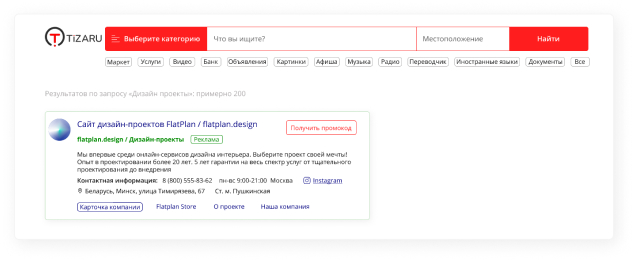 TiZARU
Выберите категорию
Что вы ищите?
Местоположение
Найти
Маркет Услуги Видео Банк Объявления Картинки Афиша Музыка Радио Переводчик Иностранные языки Документы Все
Результатов по запросу «Дизайн проекты»: примерно 200
Сайт дизайн-проектов FlatPlan / flatplan.design
Получить промокод
flatplan.design / Дизайн-проекты Реклама
Мы впервые среди онлайн-сервисов дизайна интерьера. Выберите проект своей мечты!
Опыт в проектировании более 20 лет. 5 лет гарантии на весь спектр услуг от тщательного
проектирования до внедрения
Контактная информация: 8 (800) 555-83-62 пн-вс 9:00-21:00 Москва Instagram
Беларусь, Минск, улица Тимирязева, 67 Ст. м. Пушкинская
Карточка компании Flatplan Store О проекте Наша компания